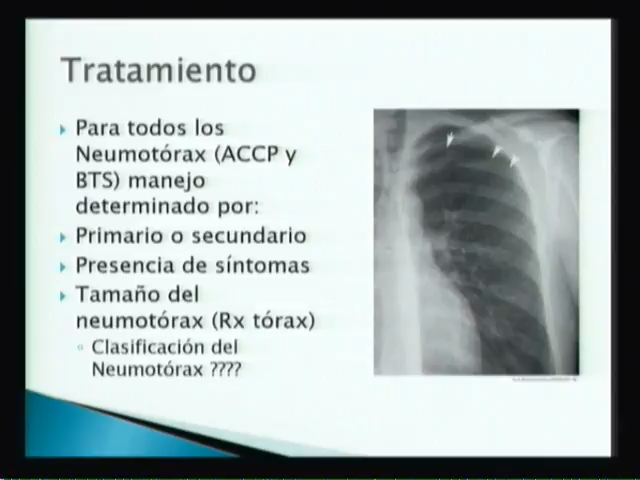 Tratamiento
Para todos los
Neumotórax (ACCP y
BTS) manejo
determinado por:
Primario o secundario
Presencia de síntomas
Tamaño del
neumotórax (Rx tórax)
Clasificación del
Neumotórax ????